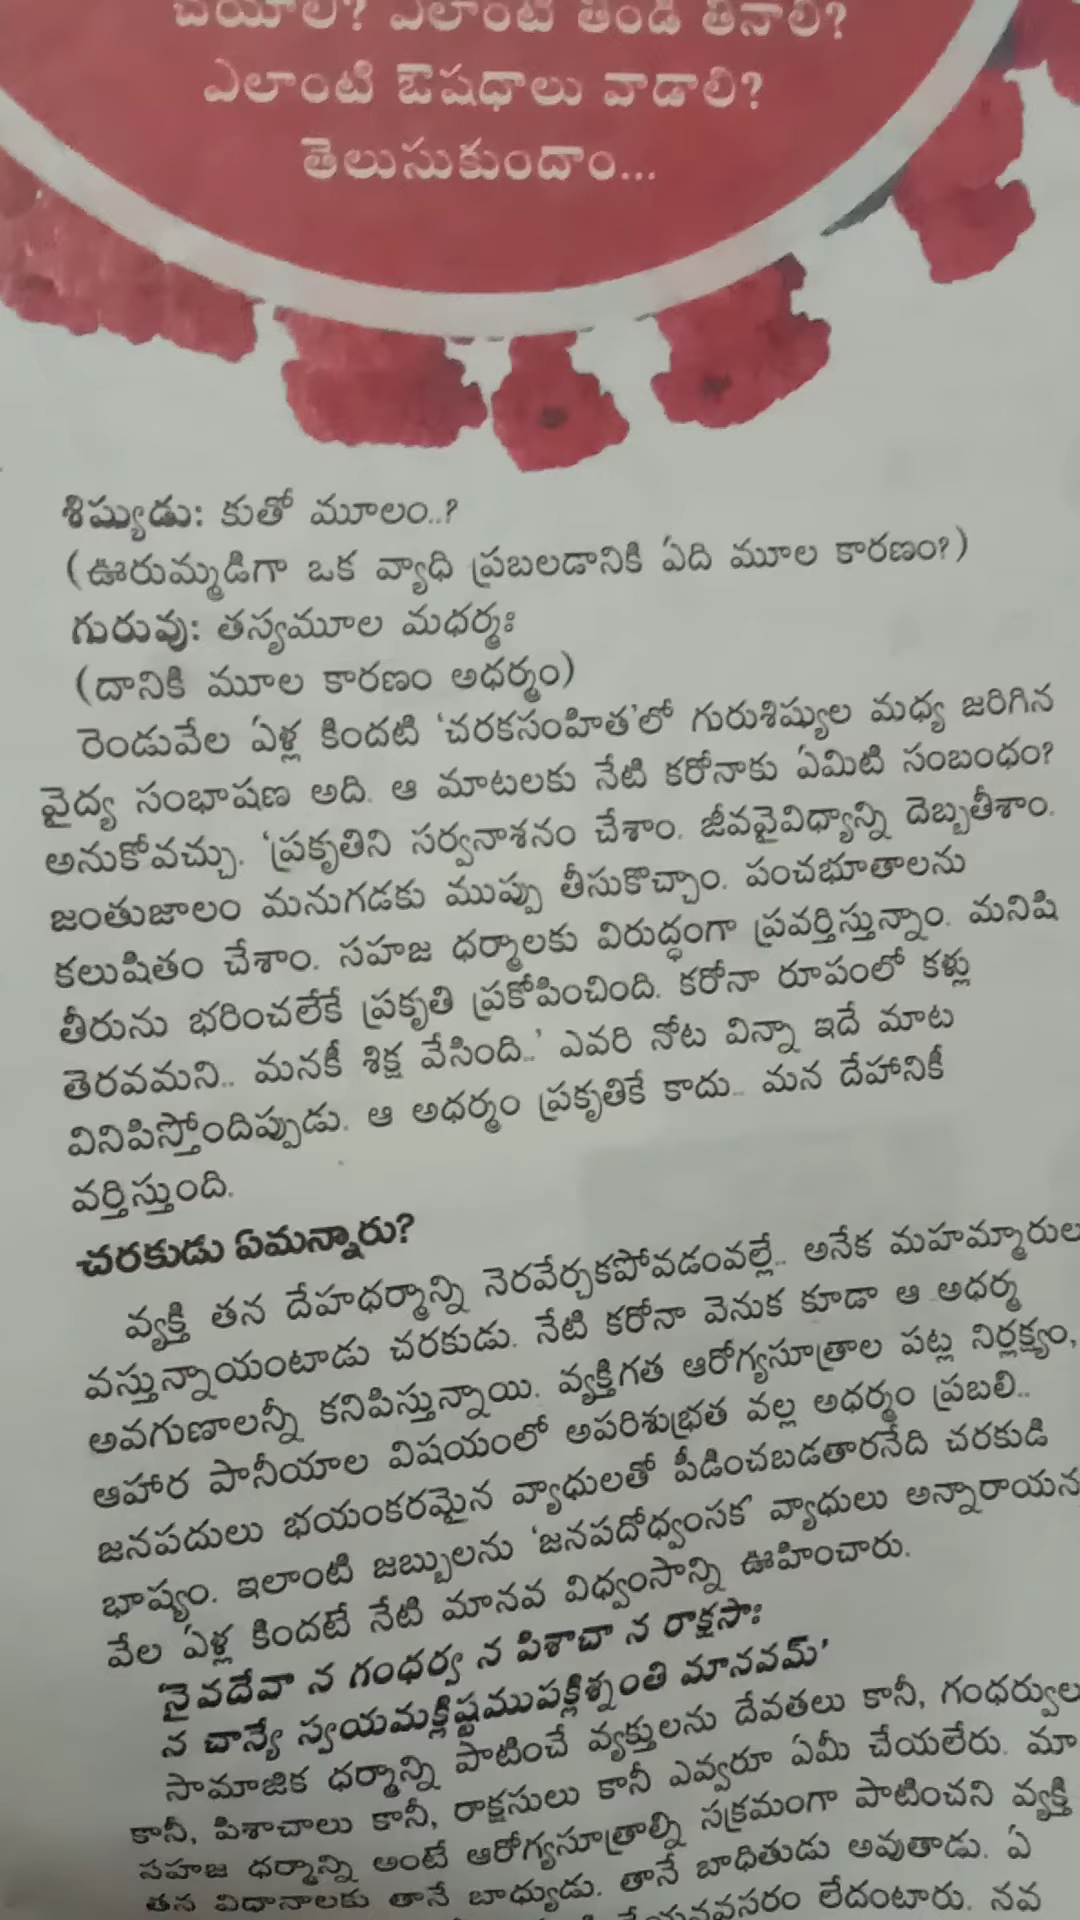 చేయాలి? ఎలాంటి తిండి తినాలి?
ఎలాంటి ఔషధాలు వాడాలి?
తెలుసుకుందాం...
శిష్యుడు: కుతో మూలం..?
(ఊరుమ్మడిగా ఒక వ్యాధి ప్రబలడానికి ఏది మూల కారణం?)
గురువు: తస్యమూల మధర్మః
(దానికి మూల కారణం అధర్మం)
రెండువేల ఏళ్ల కిందటి ‘చరకసంహిత’లో గురుశిష్యుల మధ్య జరిగిన
వైద్య సంభాషణ అది. ఆ మాటలకు నేటి కరోనాకు ఏమిటి సంబంధం?
అనుకోవచ్చు. ‘ప్రకృతిని సర్వనాశనం చేశాం. జీవవైవిధ్యాన్ని దెబ్బతీశాం.
జంతుజాలం మనుగడకు ముప్పు తీసుకొచ్చాం. పంచభూతాలను
కలుషితం చేశాం. సహజ ధర్మాలకు విరుద్ధంగా ప్రవర్తిస్తున్నాం. మనిషి
తీరును భరించలేకే ప్రకృతి ప్రకోపించింది. కరోనా రూపంలో కళ్లు
తెరవమని.. మనకీ శిక్ష వేసింది..’ ఎవరి నోట విన్నా ఇదే మాట
వినిపిస్తోందిప్పుడు. ఆ అధర్మం ప్రకృతికే కాదు.. మన దేహానికీ
వర్తిస్తుంది.
చరకుడు ఏమన్నారు?
వ్యక్తి తన దేహధర్మాన్ని నెరవేర్చకపోవడంవల్లే.. అనేక మహమ్మారుల
వస్తున్నాయంటాడు చరకుడు. నేటి కరోనా వెనుక కూడా ఆ అధర్మ
అవగుణాలన్నీ కనిపిస్తున్నాయి. వ్యక్తిగత ఆరోగ్యసూత్రాల పట్ల నిర్లక్ష్యం,
ఆహార పానీయాల విషయంలో అపరిశుభ్రత వల్ల అధర్మం ప్రబలి..
జనపదులు భయంకరమైన వ్యాధులతో పీడించబడతారనేది చరకుడి
భాష్యం. ఇలాంటి జబ్బులను ‘జనపదోధ్వంసక’ వ్యాధులు అన్నారాయన
వేల ఏళ్ల కిందటే నేటి మానవ విధ్వంసాన్ని ఊహించారు.
‘నైవదేవా న గంధర్వ న పిశాచా న రాక్షసాః
న చాన్యే స్వయమక్లిష్టముపక్లిశ్నంతి మానవమ్’
సామాజిక ధర్మాన్ని పాటించే వ్యక్తులను దేవతలు కానీ, గంధర్వుల
కానీ, పిశాచాలు కానీ, రాక్షసులు కానీ ఎవ్వరూ ఏమీ చేయలేరు. మా
సహజ ధర్మాన్ని అంటే ఆరోగ్యసూత్రాల్ని సక్రమంగా పాటించని వ్యక్తి
తన విధానాలకు తానే బాధ్యుడు. తానే బాధితుడు అవుతాడు. ఏ
లేదంటారు. నవ